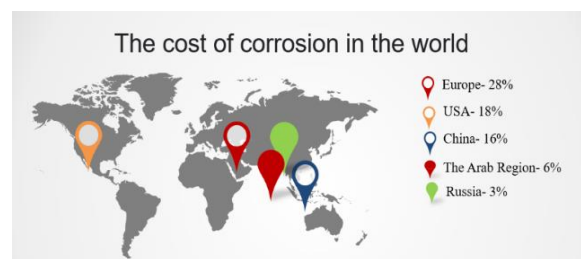 The cost of corrosion in the world
Europe- 28%
USA- 18%
China- 16%
The Arab Region- 6%
Russia- 3%